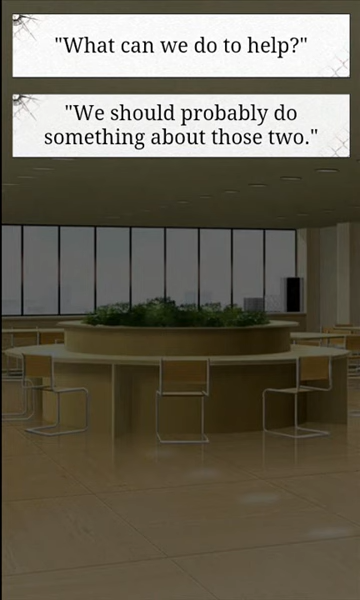 "What can we do to help?"
"We should probably do
something about those two."